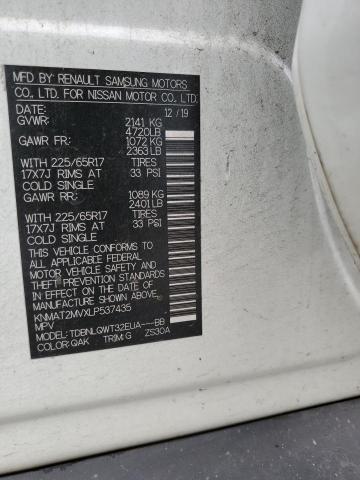 MFD BY RENAULT SAMSUNG MOTORS
CO., LTD. FOR NISSAN MOTOR CO., LTD.
DATE: 12/19
GVWR: 2141 KG
4720LB
GAWR FR: 1072 KG
2363LB
WITH 225/65R17 TIRES
17X7J RIMS AT 33 PSI
COLD SINGLE
GAWR RR: 1089 KG
2401LB
WITH 225/65R17 TIRES
17X7J RIMS AT 33 PSI
COLD SINGLE
THIS VEHICLE CONFORMS TO
ALL APPLICABLE FEDERAL
MOTOR VEHICLE SAFETY AND
THEFT PREVENTION STANDARDS
IN EFFECT ON THE DATE OF
MANUFACTURE SHOWN ABOVE.
KNMAT2MVXLP537435
MPV
MODEL: TDBNLGWT32EUA---BB
COLOR: QAK TRIM: G ZS30A